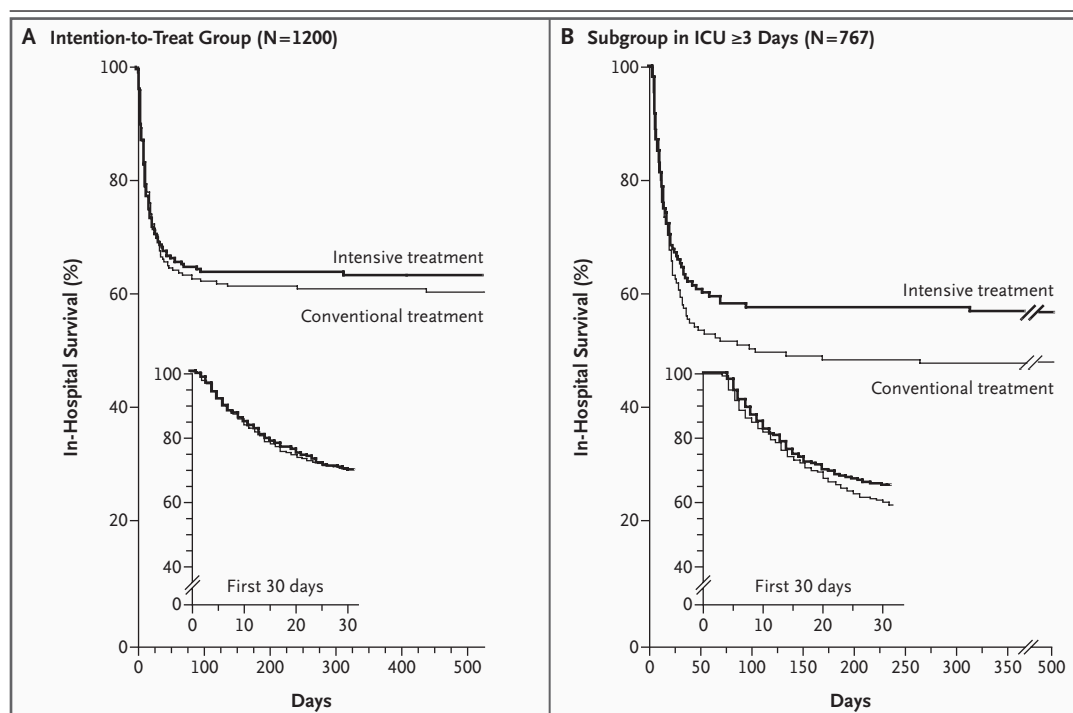 A Intention-to-Treat Group (N=1200)
100
80
60
40
20
0
In-Hospital Survival (%)
Intensive treatment
Conventional treatment
100
80
60
40
0
First 30 days
0 10 20 30
0 100 200 300 400 500
Days
B Subgroup in ICU ≥3 Days (N=767)
100
80
60
40
20
0
In-Hospital Survival (%)
Intensive treatment
Conventional treatment
100
80
60
40
0
First 30 days
0 10 20 30
0 50 100 150 200 250 300 350 500
Days